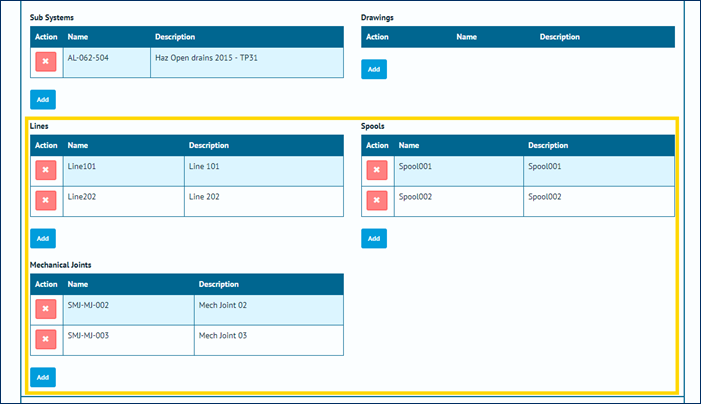 Sub Systems
Action Name Description
AL-062-504 Haz Open drains 2015 - TP31
Add
Drawings
Action Name Description
Add
Lines
Action Name Description
Line101 Line 101
Line202 Line 202
Add
Spools
Action Name Description
Spool001 Spool001
Spool002 Spool002
Add
Mechanical Joints
Action Name Description
SMJ-MJ-002 Mech Joint 02
SMJ-MJ-003 Mech Joint 03
Add